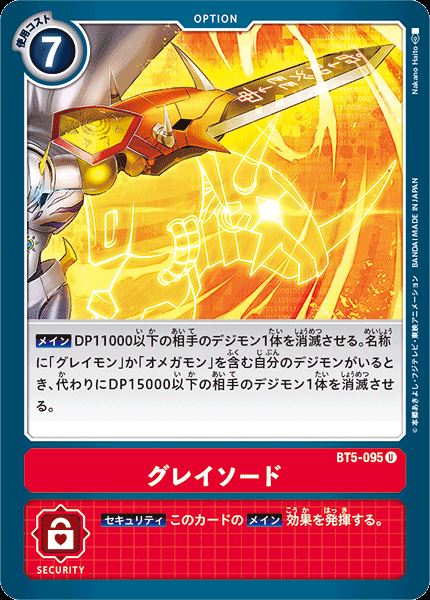 使用コスト
7
OPTION
Nakano Haito
メイン DP11000以下の相手のデジモン1体を消滅させる。名称
に「グレイモン」か「オメガモン」を含む自分のデジモンがいると
き、代わりにDP15000以下の相手のデジモン1体を消滅させ
る。
©本郷あきよし・フジテレビ・東映アニメーション BANDAI MADE IN JAPAN
BT5-095 U
グレイソード
セキュリティ このカードの メイン 効果を発揮する。
SECURITY